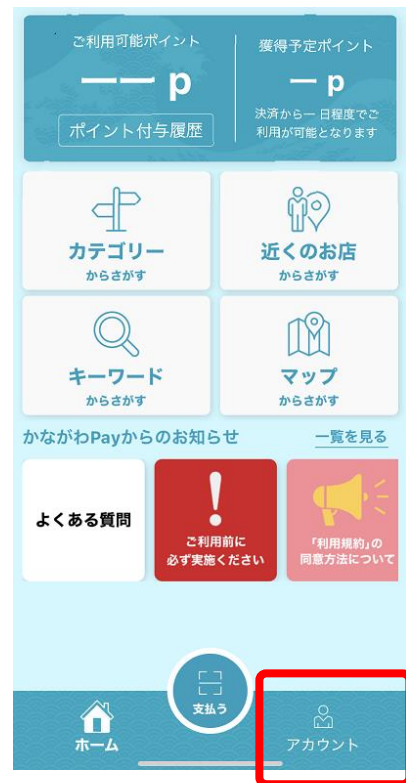 ご利用可能ポイント
ーー p
ポイント付与履歴
獲得予定ポイント
ー p
決済から一 日程度でご
利用が可能となります
カテゴリー
からさがす
近くのお店
からさがす
キーワード
からさがす
マップ
からさがす
かながわPayからのお知らせ
一覧を見る
よくある質問
ご利用前に
必ず実施ください
「利用規約」の
同意方法について
ホーム
支払う
アカウント